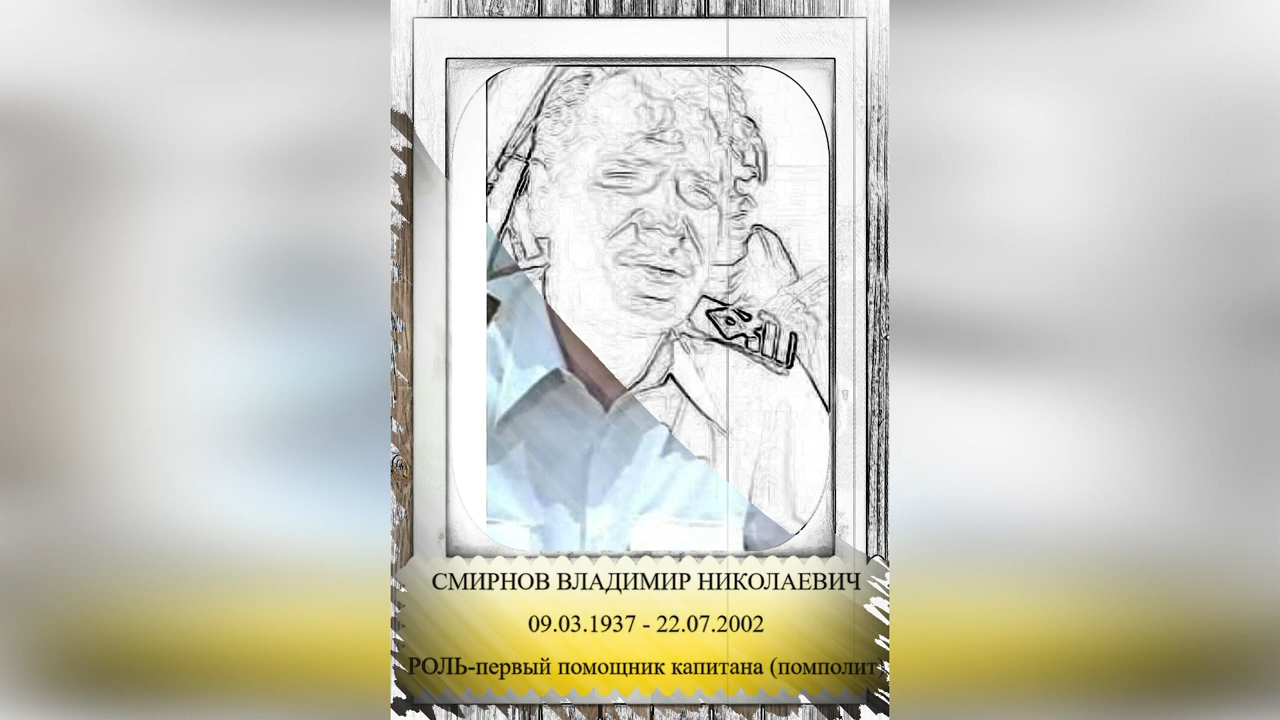 СМИРНОВ ВЛАДИМИР НИКОЛАЕВИЧ
09.03.1937 - 22.07.2002
РОЛЬ-первый помощник капитана (помполит)